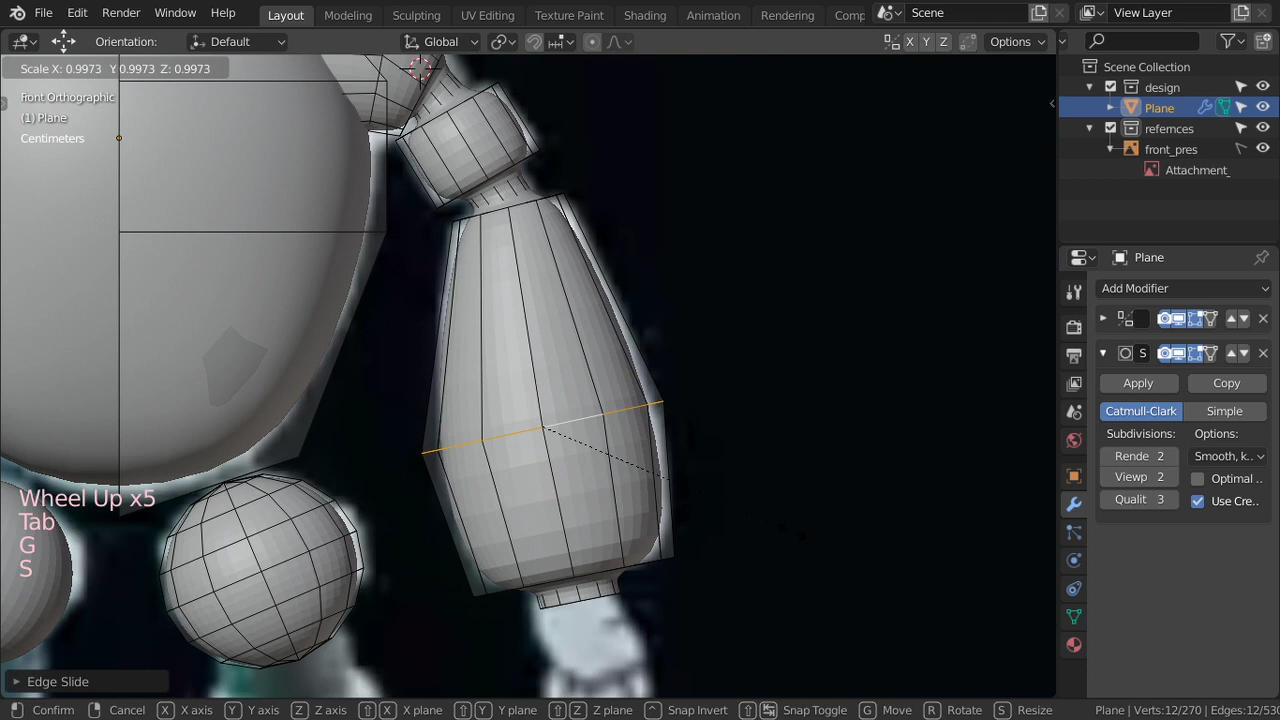 File Edit Render Window Help Layout Modeling Sculpting UV Editing Texture Paint Shading Animation Rendering Comp Scene View Layer
Orientation: Default Global X Y Z Options
Scale X: 0.9973 Y 0.9973 Z: 0.9973
Front Orthographic
(1) Plane
Centimeters
Wheel Up x5
Tab
G
S
Edge Slide
Scene Collection
design
Plane
refernces
front_pres
Attachment_
Plane
Add Modifier
S
Apply Copy
Catmull-Clark Simple
Subdivisions: Options:
Rende 2 Smooth, k..
Viewp 2 Optimal ..
Qualit 3 Use Cre..
Confirm Cancel X X axis Y Y axis Z Z axis X X plane Y Y plane Z Z plane Snap Invert Snap Toggle G Move R Rotate S Resize Plane | Verts:12/270 | Edges:12/530